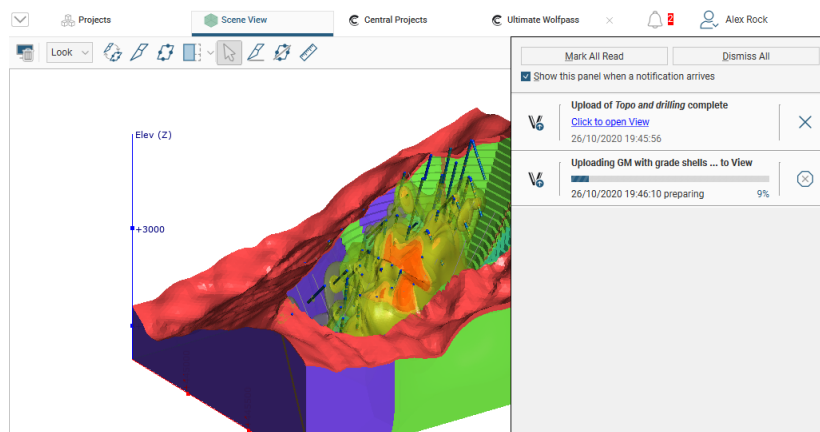 Projects
Scene View
Central Projects
Ultimate Wolfpass
2
Alex Rock
Look
Mark All Read
Dismiss All
Show this panel when a notification arrives
Upload of Topo and drilling complete
Click to open View
26/10/2020 19:45:56
Uploading GM with grade shells ... to View
26/10/2020 19:46:10 preparing 9%
Elev (Z)
+3000